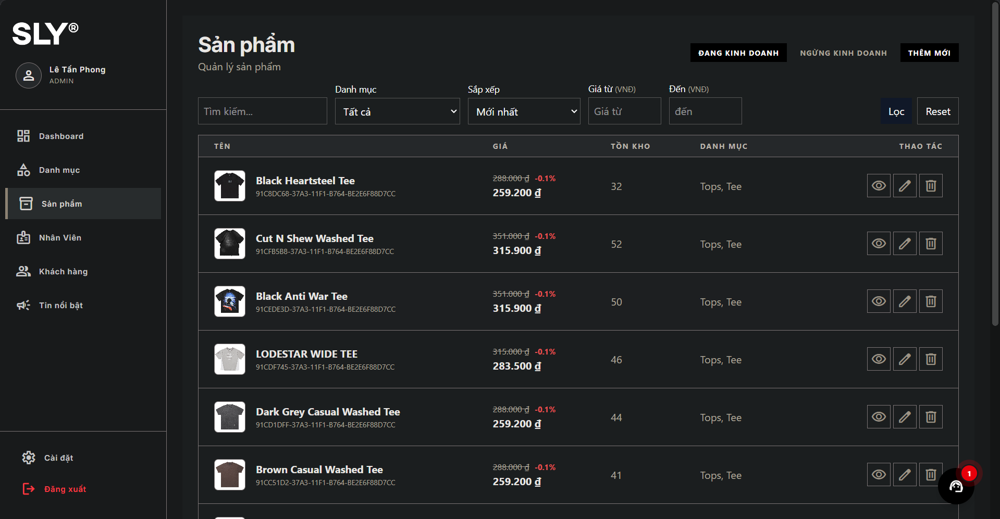 SLY®
Lê Tấn Phong
ADMIN
Dashboard
Danh mục
Sản phẩm
Nhân Viên
Khách hàng
Tin nổi bật
Cài đặt
Đăng xuất
Sản phẩm
Quản lý sản phẩm
ĐANG KINH DOANH
NGỪNG KINH DOANH
THÊM MỚI
Tìm kiếm...
Danh mục
Tất cả
Sắp xếp
Mới nhất
Giá từ (VNĐ)
Giá từ
Đến (VNĐ)
đến
Lọc
Reset
TÊN GIÁ TỒN KHO DANH MỤC THAO TÁC
Black Heartsteel Tee
91C8DC68-37A3-11F1-B764-BE2E6F88D7CC
288.000 ₫ -0.1%
259.200 ₫
32
Tops, Tee
Cut N Shew Washed Tee
91CFB5B8-37A3-11F1-B764-BE2E6F88D7CC
351.000 ₫ -0.1%
315.900 ₫
52
Tops, Tee
Black Anti War Tee
91CEDE3D-37A3-11F1-B764-BE2E6F88D7CC
351.000 ₫ -0.1%
315.900 ₫
50
Tops, Tee
LODESTAR WIDE TEE
91CDF745-37A3-11F1-B764-BE2E6F88D7CC
315.000 ₫ -0.1%
283.500 ₫
46
Tops, Tee
Dark Grey Casual Washed Tee
91CD1DFF-37A3-11F1-B764-BE2E6F88D7CC
288.000 ₫ -0.1%
259.200 ₫
44
Tops, Tee
Brown Casual Washed Tee
91CC51D2-37A3-11F1-B764-BE2E6F88D7CC
288.000 ₫ -0.1%
259.200 ₫
41
Tops, Tee
1